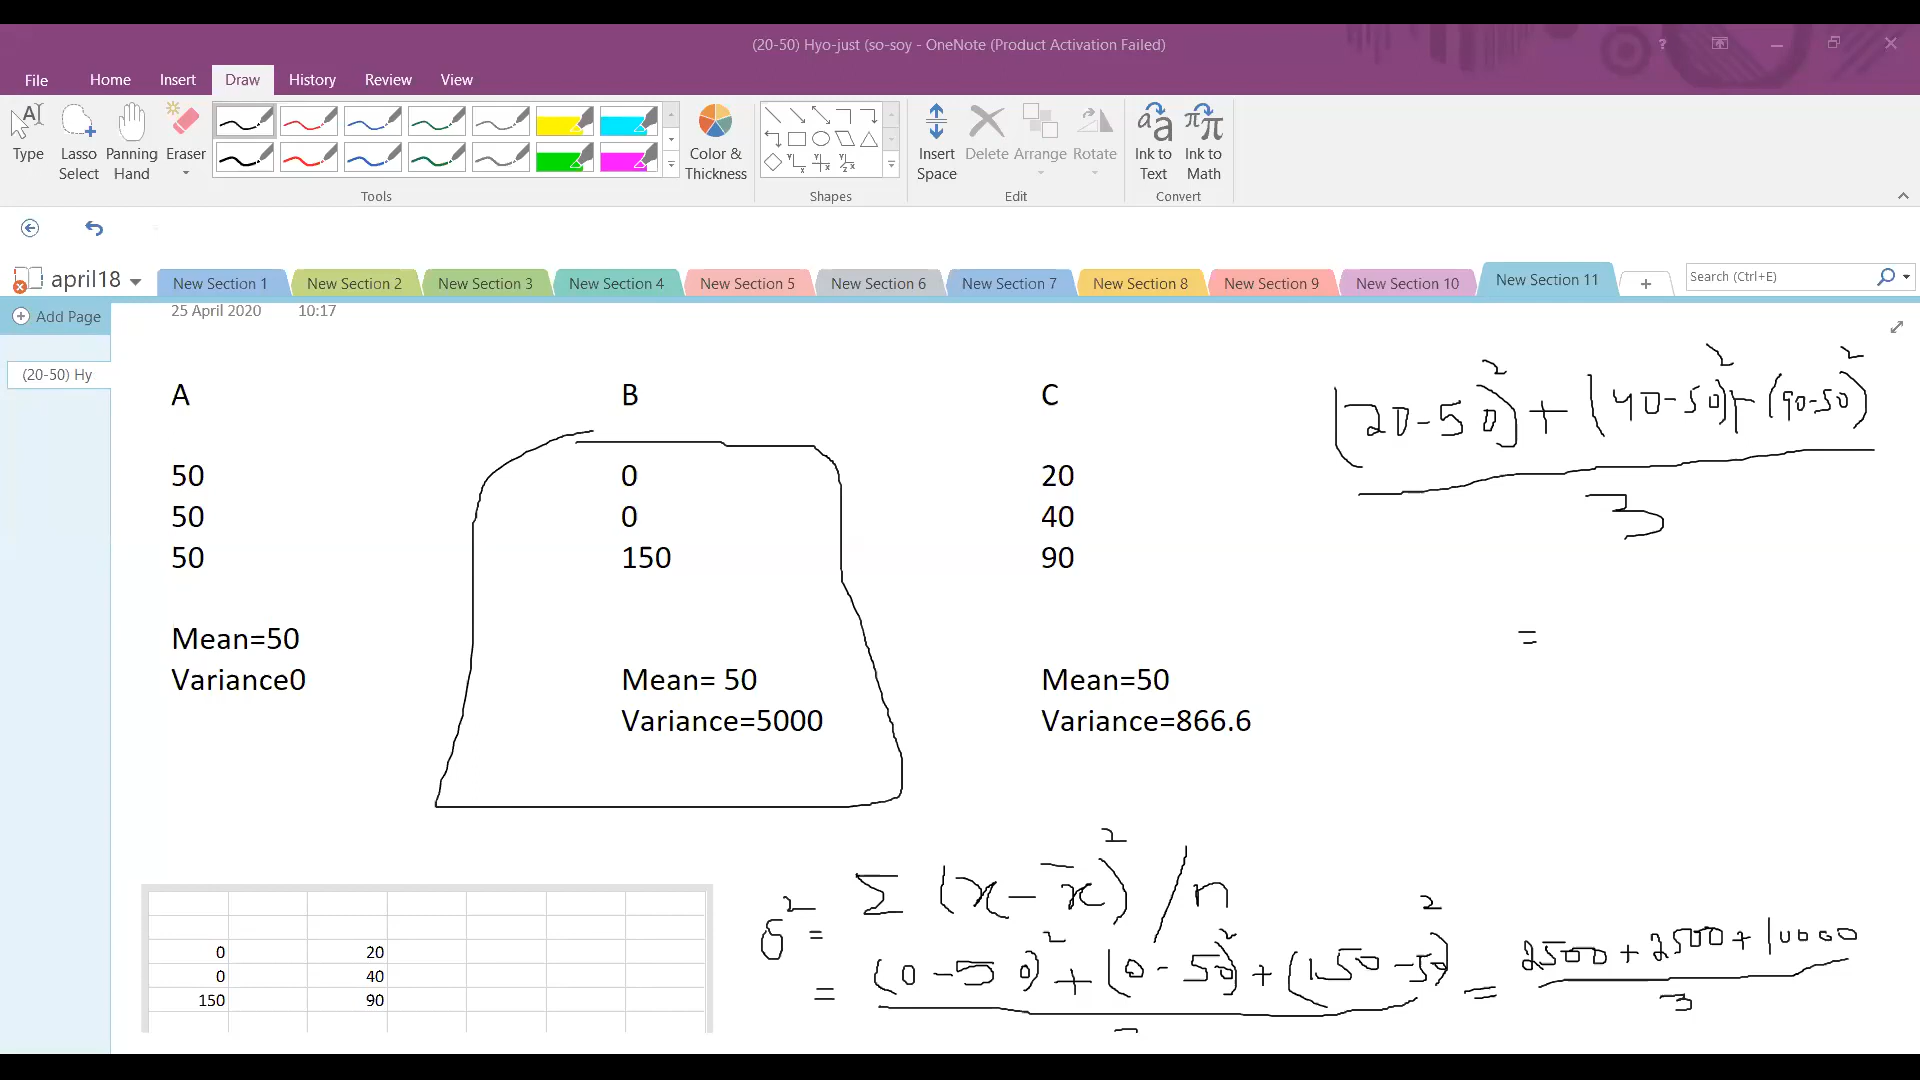 (20-50) Hyo-just (so-soy - OneNote (Product Activation Failed)
?
File Home Insert Draw History Review View
Type
Lasso Select
Panning Hand
Eraser
Color & Thickness
Insert Space
Delete
Arrange
Rotate
Ink to Text
Ink to Math
Tools
Shapes
Edit
Convert
april18
New Section 1
New Section 2
New Section 3
New Section 4
New Section 5
New Section 6
New Section 7
New Section 8
New Section 9
New Section 10
New Section 11
+
Search (Ctrl+E)
Add Page
(20-50) Hy
25 April 2020 10:17
A B C
50 0 20
50 0 40
50 150 90
Mean=50
Variance0
Mean= 50
Variance=5000
Mean=50
Variance=866.6
(20-50)² + (40-50)² + (90-50)²
3
=
σ² = Σ (x - x̄)² / n
= (0-50)² + (0-50)² + (150-50)² = 2500 + 2500 + 10000
3
0 20
0 40
150 90